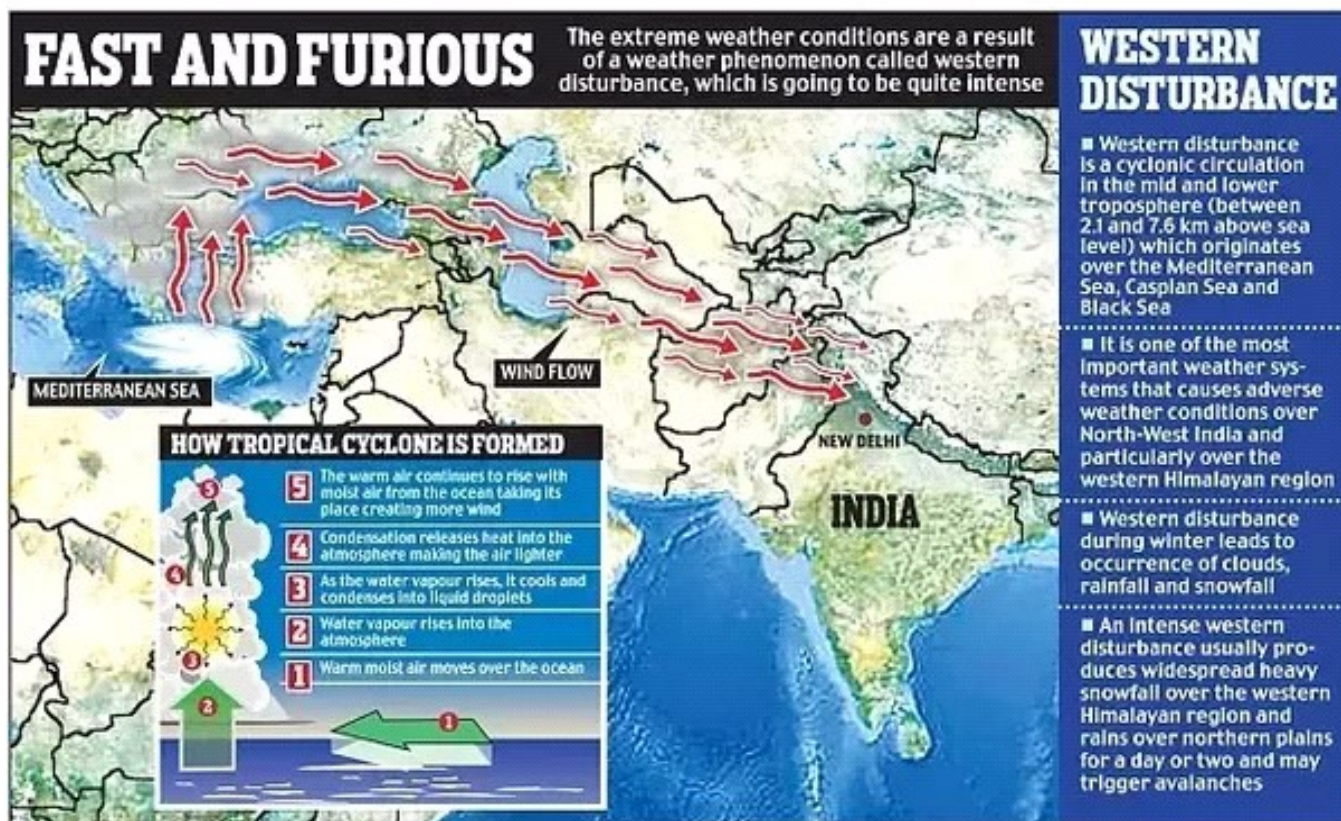 FAST AND FURIOUS
The extreme weather conditions are a result
of a weather phenomenon called western
disturbance, which is going to be quite intense
MEDITERRANEAN SEA
WIND FLOW
NEW DELHI
INDIA
HOW TROPICAL CYCLONE IS FORMED
5 The warm air continues to rise with
moist air from the ocean taking its
place creating more wind
4 Condensation releases heat into the
atmosphere making the air lighter
3 As the water vapour rises, it cools and
condenses into liquid droplets
2 Water vapour rises into the
atmosphere
1 Warm moist air moves over the ocean
5
4
3
2
1
WESTERN
DISTURBANCE
■ Western disturbance
is a cyclonic circulation
in the mid and lower
troposphere (between
2.1 and 7.6 km above sea
level) which originates
over the Mediterranean
Sea, Caspian Sea and
Black Sea
■ It is one of the most
important weather sys-
tems that causes adverse
weather conditions over
North-West India and
particularly over the
western Himalayan region
■ Western disturbance
during winter leads to
occurrence of clouds,
rainfall and snowfall
■ An intense western
disturbance usually pro-
duces widespread heavy
snowfall over the western
Himalayan region and
rains over northern plains
for a day or two and may
trigger avalanches